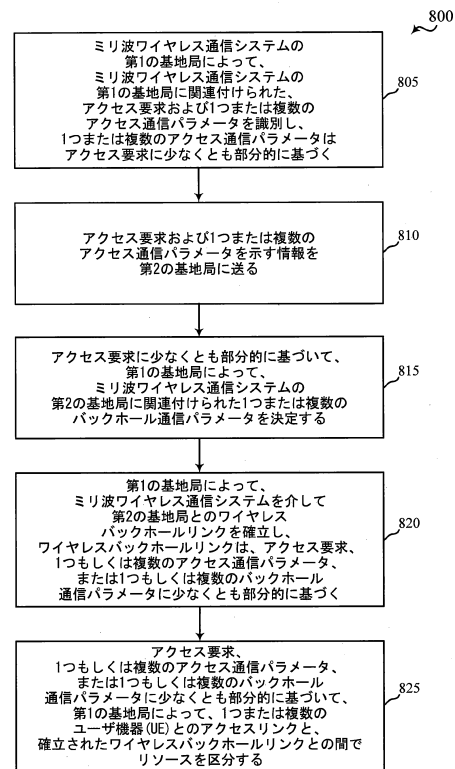 800
ミリ波ワイヤレス通信システムの
第1の基地局によって、
ミリ波ワイヤレス通信システムの
第1の基地局に関連付けられた、
アクセス要求および1つまたは複数の
アクセス通信パラメータを識別し、
1つまたは複数のアクセス通信パラメータは
アクセス要求に少なくとも部分的に基づく
805
アクセス要求および1つまたは複数の
アクセス通信パラメータを示す情報を
第2の基地局に送る
810
アクセス要求に少なくとも部分的に基づいて、
第1の基地局によって、
ミリ波ワイヤレス通信システムの
第2の基地局に関連付けられた1つまたは複数の
バックホール通信パラメータを決定する
815
第1の基地局によって、
ミリ波ワイヤレス通信システムを介して
第2の基地局とのワイヤレス
バックホールリンクを確立し、
ワイヤレスバックホールリンクは、アクセス要求、
1つもしくは複数のアクセス通信パラメータ、
または1つもしくは複数のバックホール
通信パラメータに少なくとも部分的に基づく
820
アクセス要求、
1つもしくは複数のアクセス通信パラメータ、
または1つもしくは複数のバックホール
通信パラメータに少なくとも部分的に基づいて、
第1の基地局によって、1つまたは複数の
ユーザ機器(UE)とのアクセスリンクと、
確立されたワイヤレスバックホールリンクとの間で
リソースを区分する
825